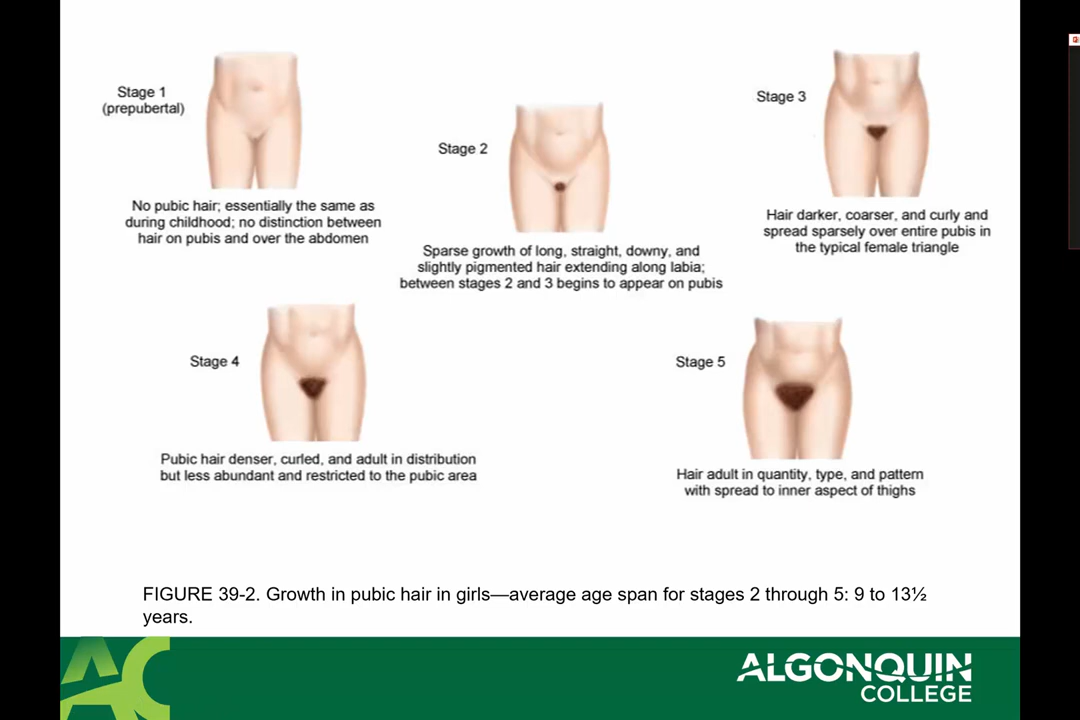 Stage 1
(prepubertal)
No pubic hair; essentially the same as
during childhood; no distinction between
hair on pubis and over the abdomen
Stage 2
Sparse growth of long, straight, downy, and
slightly pigmented hair extending along labia;
between stages 2 and 3 begins to appear on pubis
Stage 3
Hair darker, coarser, and curly and
spread sparsely over entire pubis in
the typical female triangle
Stage 4
Pubic hair denser, curled, and adult in distribution
but less abundant and restricted to the pubic area
Stage 5
Hair adult in quantity, type, and pattern
with spread to inner aspect of thighs
FIGURE 39-2. Growth in pubic hair in girls—average age span for stages 2 through 5: 9 to 13½
years.
AC
ALGONQUIN
COLLEGE